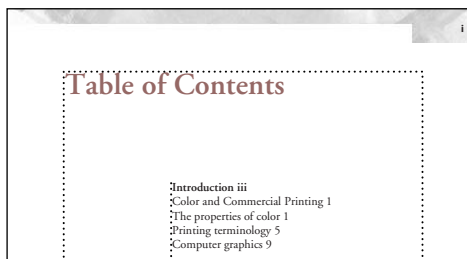 i
Table of Contents
Introduction iii
Color and Commercial Printing 1
The properties of color 1
Printing terminology 5
Computer graphics 9